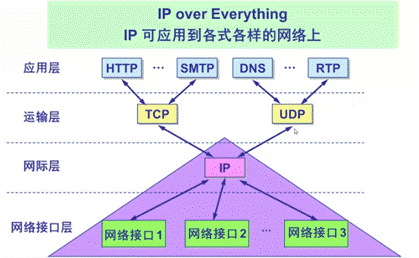 IP over Everything
IP 可应用到各式各样的网络上
应用层 HTTP … SMTP DNS … RTP
运输层 TCP UDP
网际层 IP
网络接口层 网络接口1 网络接口2 … 网络接口3